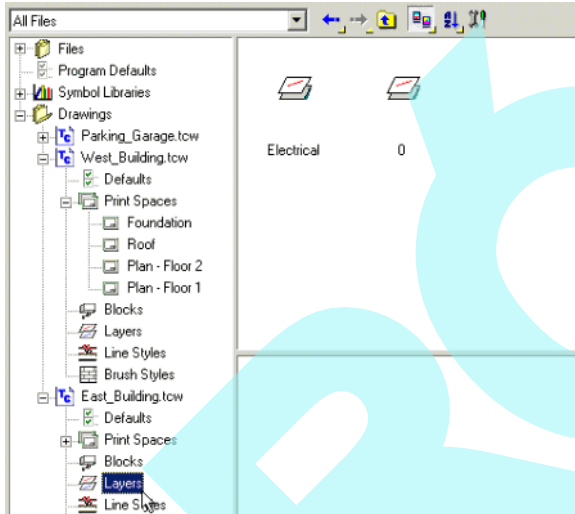 All Files
Files
Program Defaults
Symbol Libraries
Drawings
Parking_Garage.tcw
West_Building.tcw
Defaults
Print Spaces
Foundation
Roof
Plan - Floor 2
Plan - Floor 1
Blocks
Layers
Line Styles
Brush Styles
East_Building.tcw
Defaults
Print Spaces
Blocks
Layers
Line Styles
Electrical
0